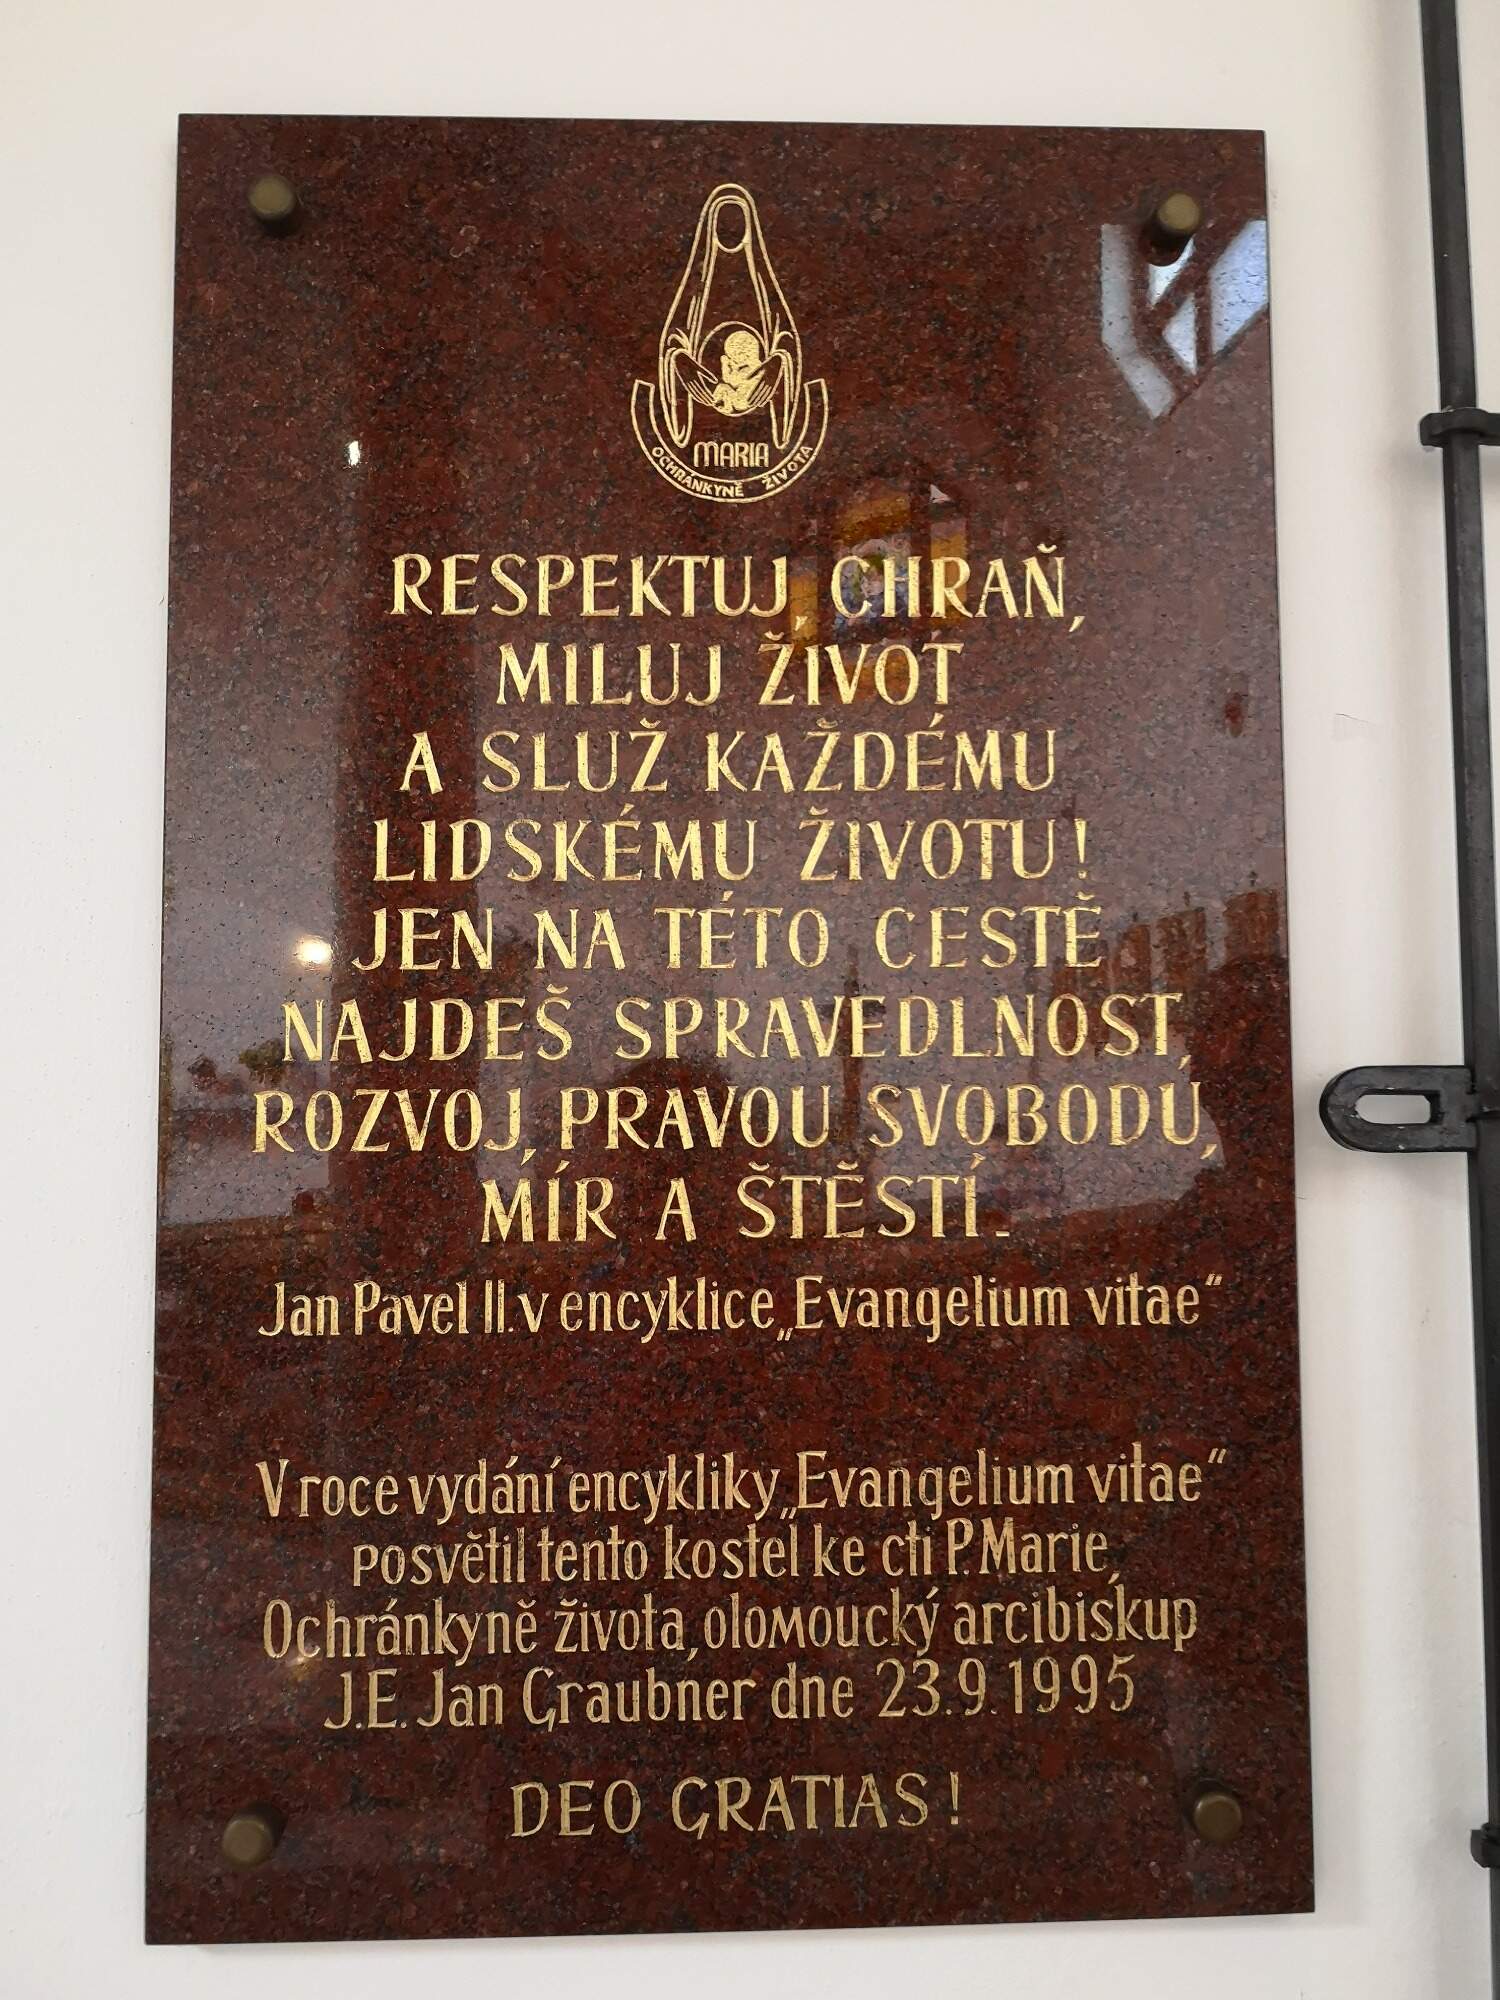 MARIA
OCHRÁNKYNĚ ŽIVOTA
RESPEKTUJ, CHRAŇ,
MILUJ ŽIVOT
A SLUŽ KAŽDÉMU
LIDSKÉMU ŽIVOTU!
JEN NA TÉTO CESTĚ
NAJDEŠ SPRAVEDLNOST,
ROZVOJ, PRAVOU SVOBODU,
MÍR A ŠTĚSTÍ.
Jan Pavel II. v encyklice „Evangelium vitae“
V roce vydání encykliky „Evangelium vitae“
posvětil tento kostel ke cti P. Marie,
Ochránkyně života, olomoucký arcibiskup
J.E. Jan Graubner dne 23.9.1995
DEO GRATIAS!